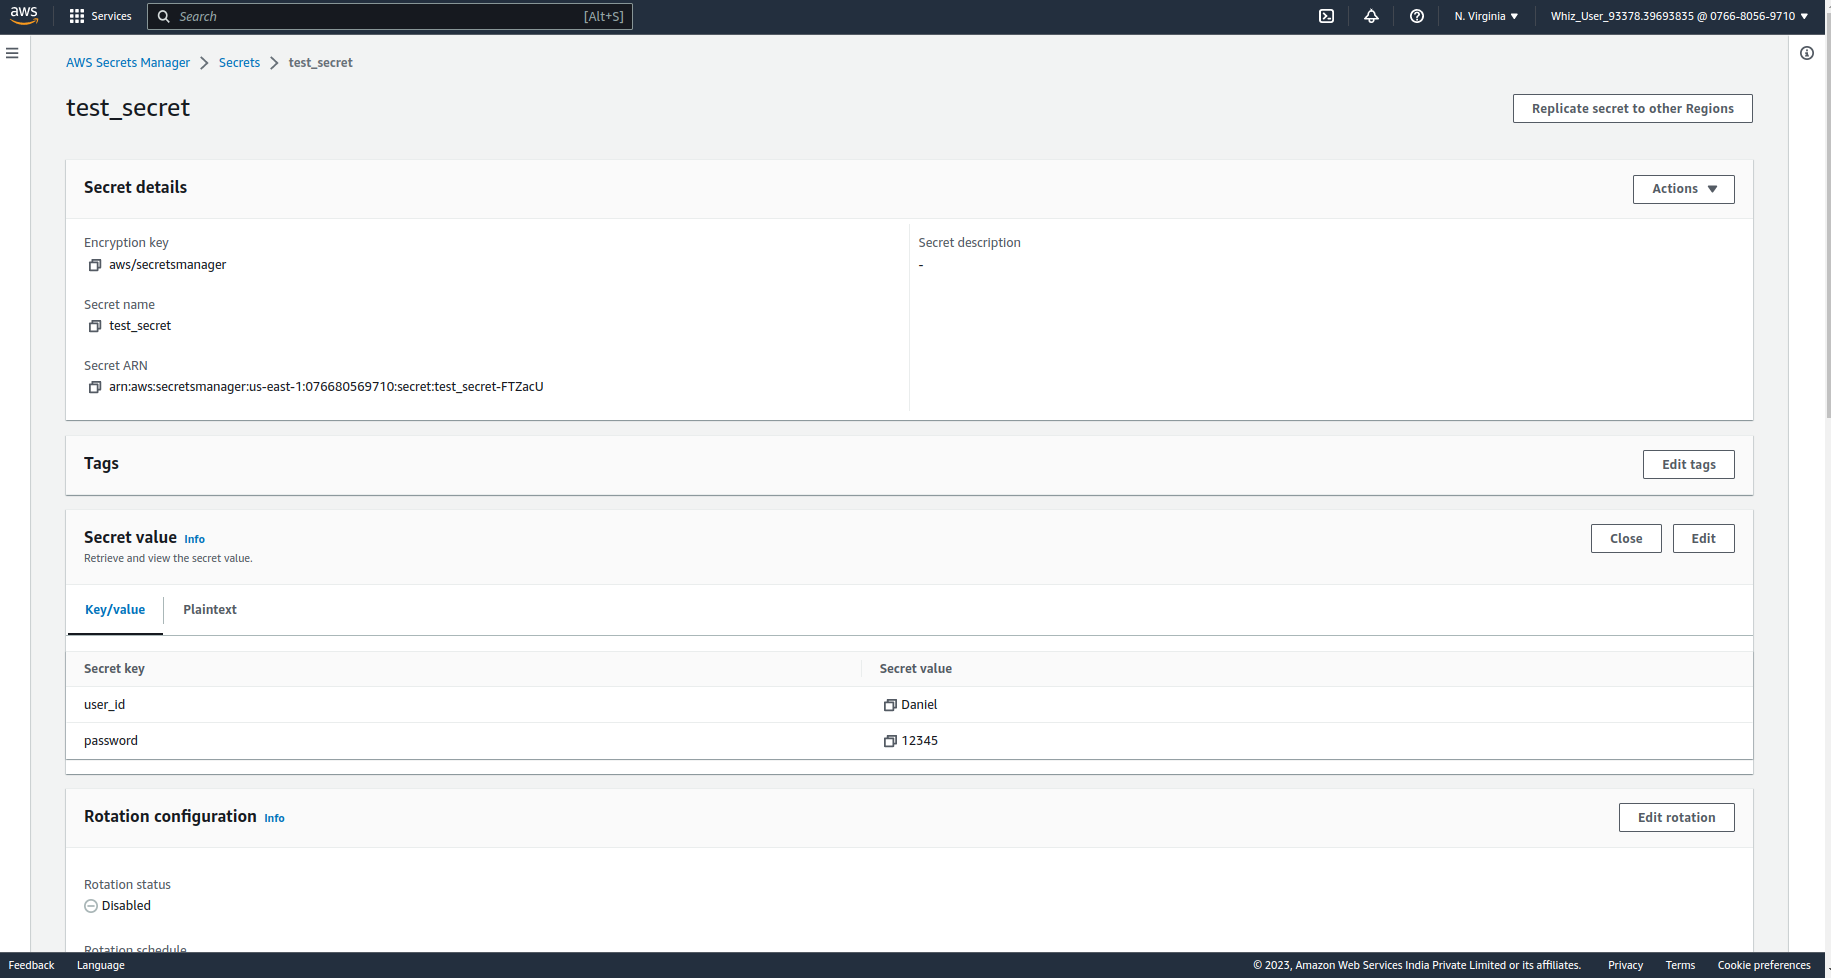 aws Services Search [Alt+S] N. Virginia Whiz_User_93378.39693835 @ 0766-8056-9710
AWS Secrets Manager Secrets test_secret
test_secret Replicate secret to other Regions
Secret details Actions
Encryption key Secret description
aws/secretsmanager -
Secret name
test_secret
Secret ARN
arn:aws:secretsmanager:us-east-1:076680569710:secret:test_secret-FTZacU
Tags Edit tags
Secret value Info Close Edit
Retrieve and view the secret value.
Key/value Plaintext
Secret key Secret value
user_id Daniel
password 12345
Rotation configuration Info Edit rotation
Rotation status
Disabled
Rotation schedule
Feedback Language © 2023, Amazon Web Services India Private Limited or its affiliates. Privacy Terms Cookie preferences